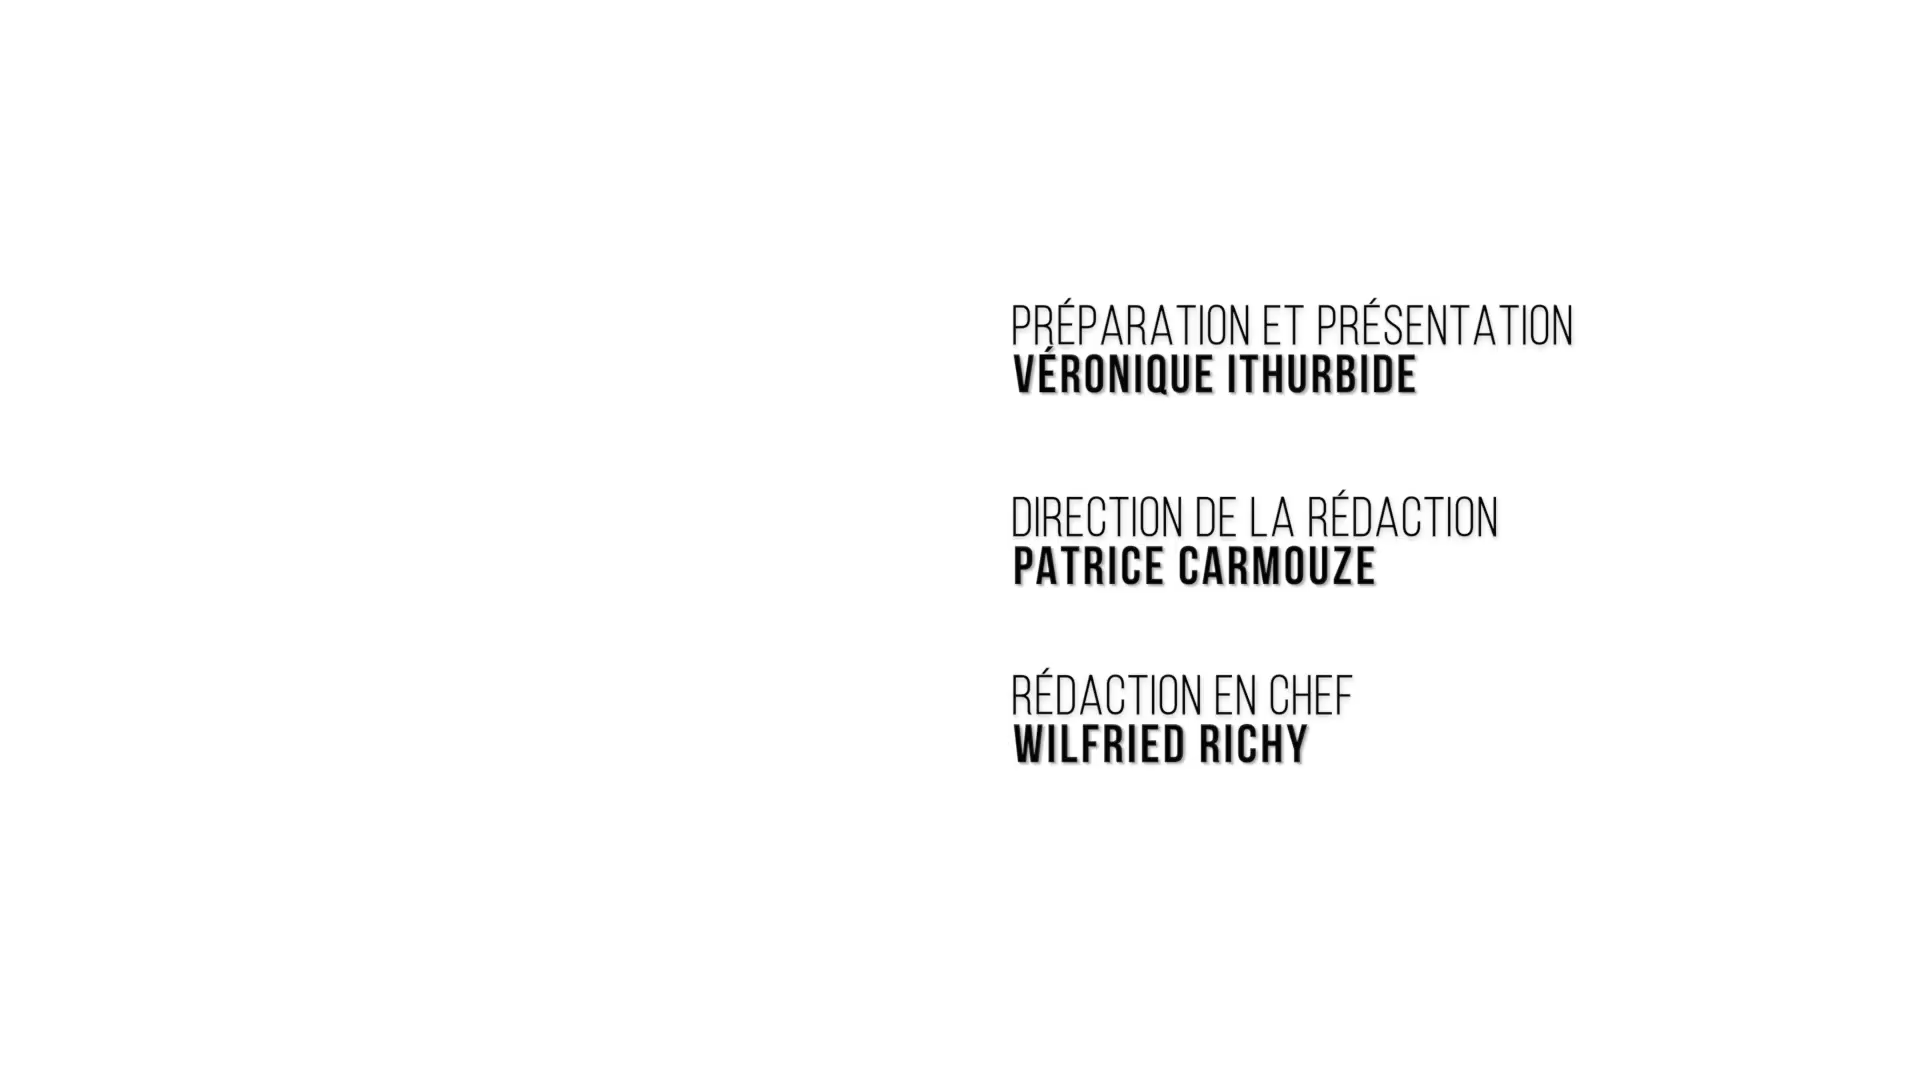 PRÉPARATION ET PRÉSENTATION
VÉRONIQUE ITHURBIDE
DIRECTION DE LA RÉDACTION
PATRICE CARMOUZE
RÉDACTION EN CHEF
WILFRIED RICHY